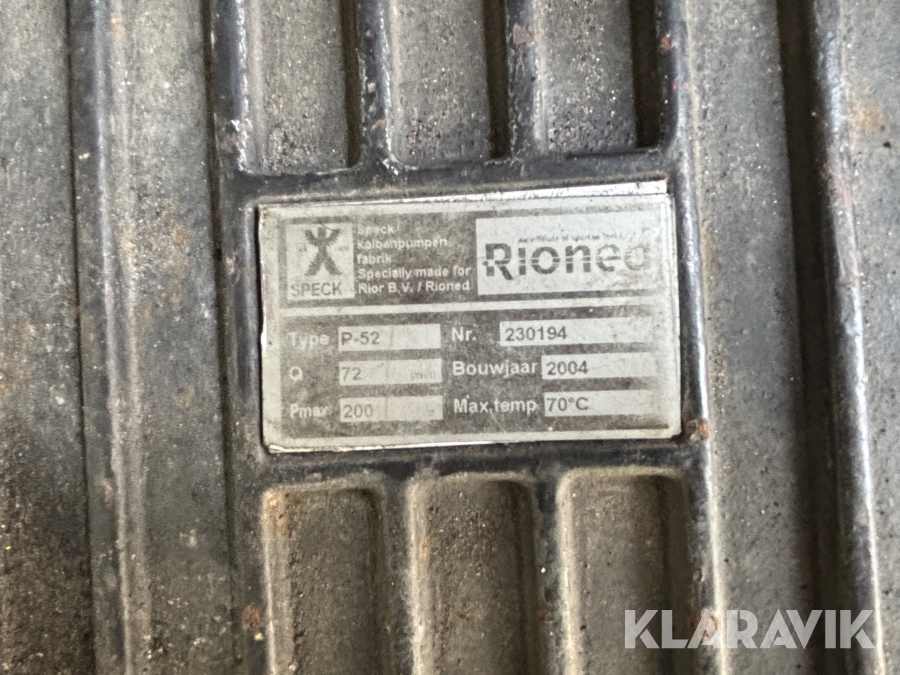 Speck
Kolbenpumpen
fabrik
Specially made for
Rior B.V. / Rioned
SPECK
Rioned
Type P-52 Nr. 230194
Q 72 Bouwjaar 2004
Pmax 200 Max.temp 70°C
KLARAVIK